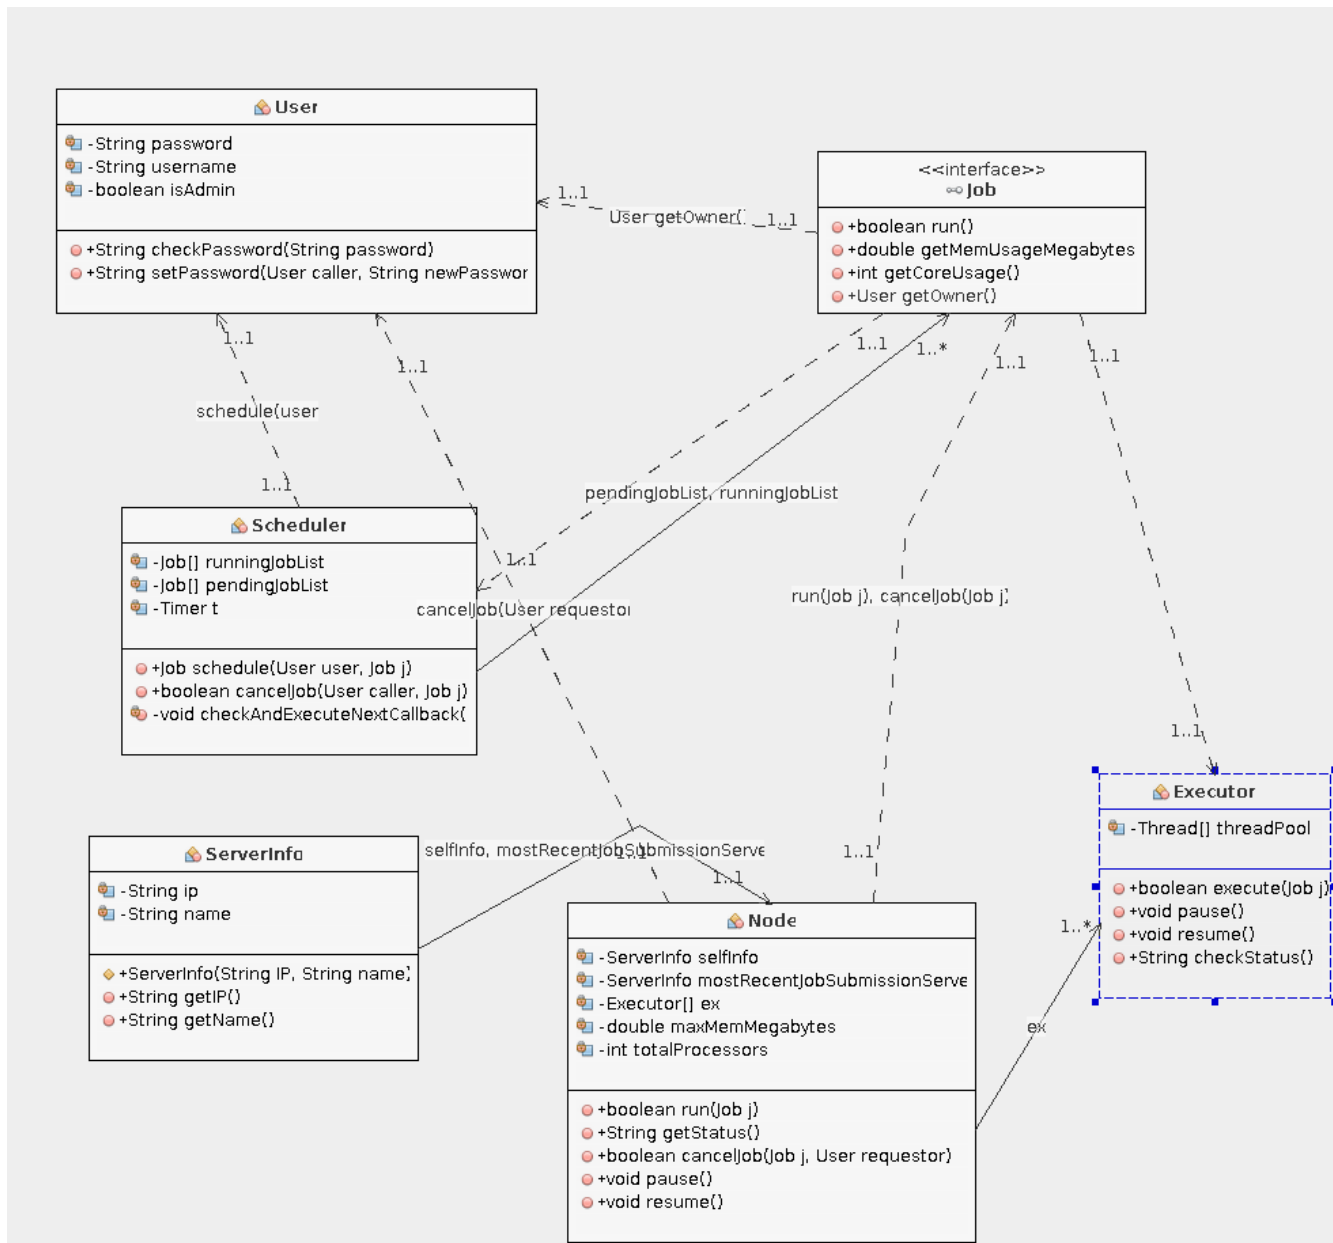 User
-String password
-String username
-boolean isAdmin
+String checkPassword(String password)
+String setPassword(User caller, String newPasswor
<<interface>>
Job
+boolean run()
+double getMemUsageMegabytes
+int getCoreUsage()
+User getOwner()
1..1
User getOwner(
1..1
1..1
1..1
1..1
1..*
1..1
1..1
schedule(user
1..1
pendingJobList, runningJobList
Scheduler
-Job[] runningJobList
-Job[] pendingJobList
-Timer t
+Job schedule(User user, Job j)
+boolean cancelJob(User caller, Job j)
-void checkAndExecuteNextCallback(
1..1
cancelJob(User requestor
run(Job j), cancelJob(Job j)
1..1
Executor
-Thread[] threadPool
+boolean execute(Job j)
+void pause()
+void resume()
+String checkStatus()
ServerInfo
-String ip
-String name
+ServerInfo(String IP, String name)
+String getIP()
+String getName()
selfInfo, mostRecentJobSubmissionServe
1..1
1..1
1..1
1..*
ex
Node
-ServerInfo selfInfo
-ServerInfo mostRecentJobSubmissionServe
-Executor[] ex
-double maxMemMegabytes
-int totalProcessors
+boolean run(Job j)
+String getStatus()
+boolean cancelJob(Job j, User requestor)
+void pause()
+void resume()